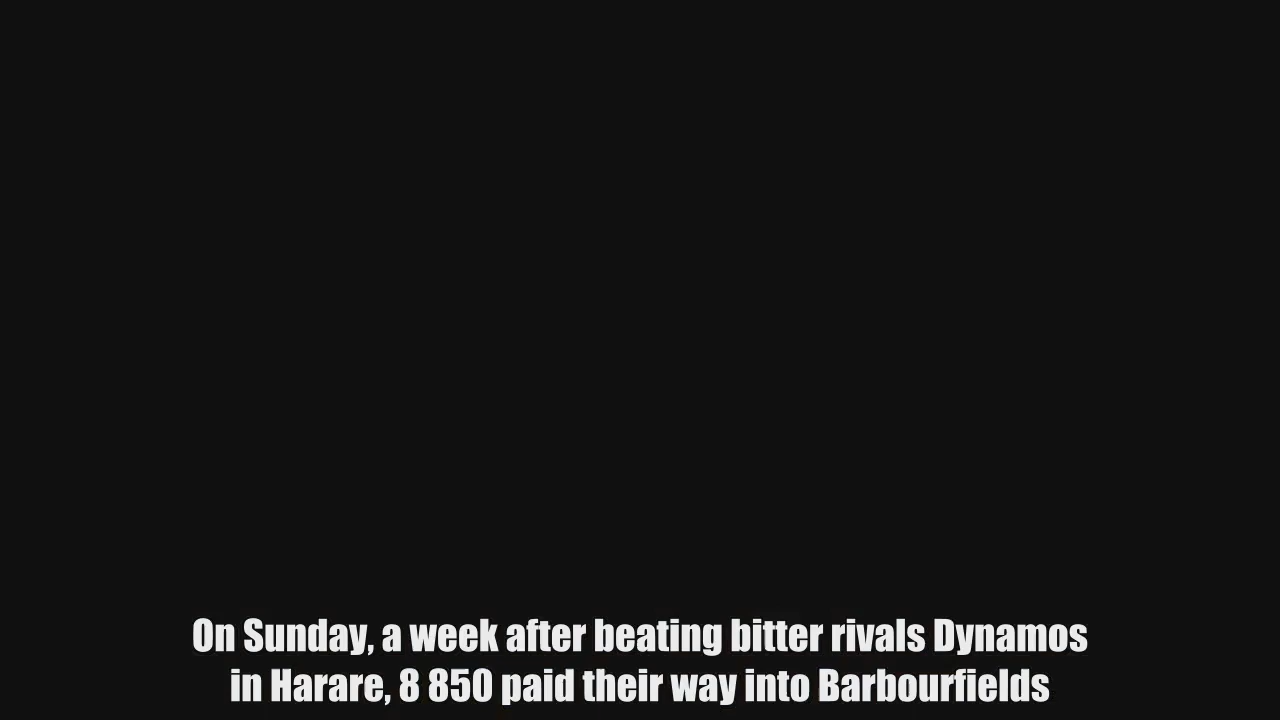 On Sunday, a week after beating bitter rivals Dynamos
in Harare, 8 850 paid their way into Barbourfields